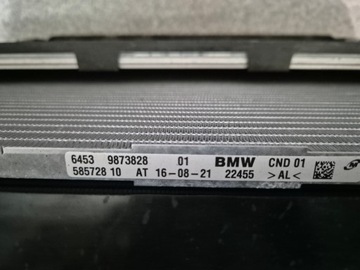 6453 9873828 01 BMW CND 01
585728 10 AT 16-08-21 22455 >AL<